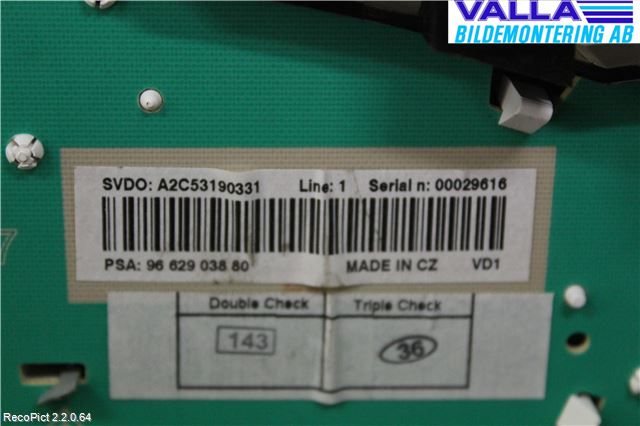 VALLA
BILDEMONTERING AB
SVDO: A2C53190331 Line: 1 Serial n: 00029616
PSA: 96 629 038 80 MADE IN CZ VD1
Double Check Triple Check
143 36
7
RecoPict 2.2.0.64